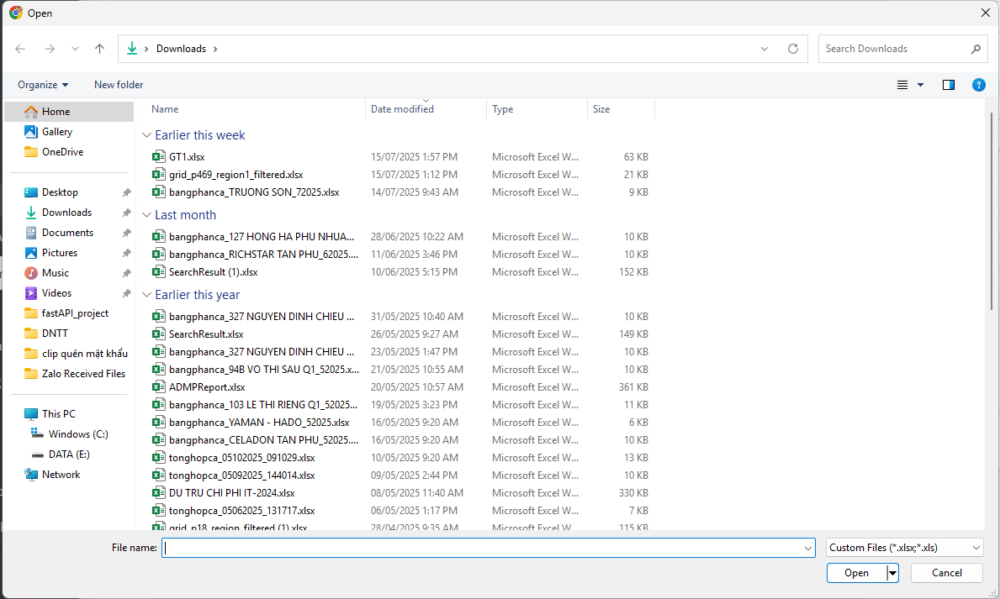 Open
Downloads
Search Downloads
Organize
New folder
Home
Gallery
OneDrive
Desktop
Downloads
Documents
Pictures
Music
Videos
fastAPI_project
DNTT
clip quên mật khẩu
Zalo Received Files
This PC
Windows (C:)
DATA (E:)
Network
Name Date modified Type Size
Earlier this week
GT1.xlsx 15/07/2025 1:57 PM Microsoft Excel W... 63 KB
grid_p469_region1_filtered.xlsx 15/07/2025 1:12 PM Microsoft Excel W... 21 KB
bangphanca_TRUONG SON_72025.xlsx 14/07/2025 9:43 AM Microsoft Excel W... 9 KB
Last month
bangphanca_127 HONG HA PHU NHUA... 28/06/2025 10:22 AM Microsoft Excel W... 10 KB
bangphanca_RICHSTAR TAN PHU_62025.... 11/06/2025 3:46 PM Microsoft Excel W... 10 KB
SearchResult (1).xlsx 10/06/2025 5:15 PM Microsoft Excel W... 152 KB
Earlier this year
bangphanca_327 NGUYEN DINH CHIEU ... 31/05/2025 10:40 AM Microsoft Excel W... 10 KB
SearchResult.xlsx 26/05/2025 9:27 AM Microsoft Excel W... 149 KB
bangphanca_327 NGUYEN DINH CHIEU ... 23/05/2025 1:47 PM Microsoft Excel W... 10 KB
bangphanca_94B VO THI SAU Q1_52025.x... 21/05/2025 10:55 AM Microsoft Excel W... 10 KB
ADMPReport.xlsx 20/05/2025 10:57 AM Microsoft Excel W... 361 KB
bangphanca_103 LE THI RIENG Q1_52025... 19/05/2025 3:23 PM Microsoft Excel W... 11 KB
bangphanca_YAMAN - HADO_52025.xlsx 16/05/2025 9:20 AM Microsoft Excel W... 6 KB
bangphanca_CELADON TAN PHU_52025.... 16/05/2025 9:20 AM Microsoft Excel W... 10 KB
tonghopca_05102025_091029.xlsx 10/05/2025 9:20 AM Microsoft Excel W... 13 KB
tonghopca_05092025_144014.xlsx 09/05/2025 2:44 PM Microsoft Excel W... 10 KB
DU TRU CHI PHI IT-2024.xlsx 08/05/2025 11:40 AM Microsoft Excel W... 330 KB
tonghopca_05062025_131717.xlsx 06/05/2025 1:17 PM Microsoft Excel W... 7 KB
grid_n18_region_filtered (1).xlsx 28/04/2025 9:35 AM Microsoft Excel W... 115 KB
File name:
Custom Files (*.xlsx;*.xls)
Open
Cancel